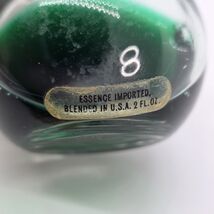 8
ESSENCE IMPORTED,
BLENDED IN U.S.A. 2 FL. OZ.